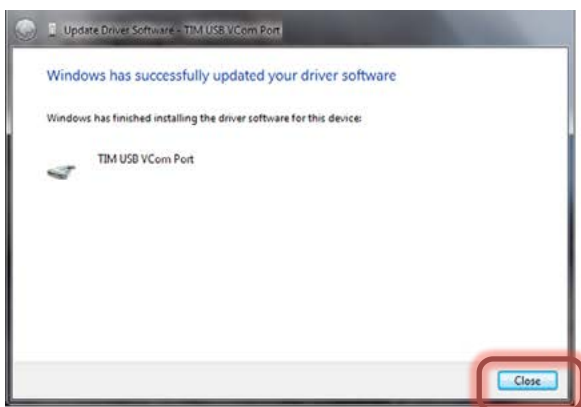 Update Driver Software - TIM USB VCom Port
Windows has successfully updated your driver software
Windows has finished installing the driver software for this device:
TIM USB VCom Port
Close